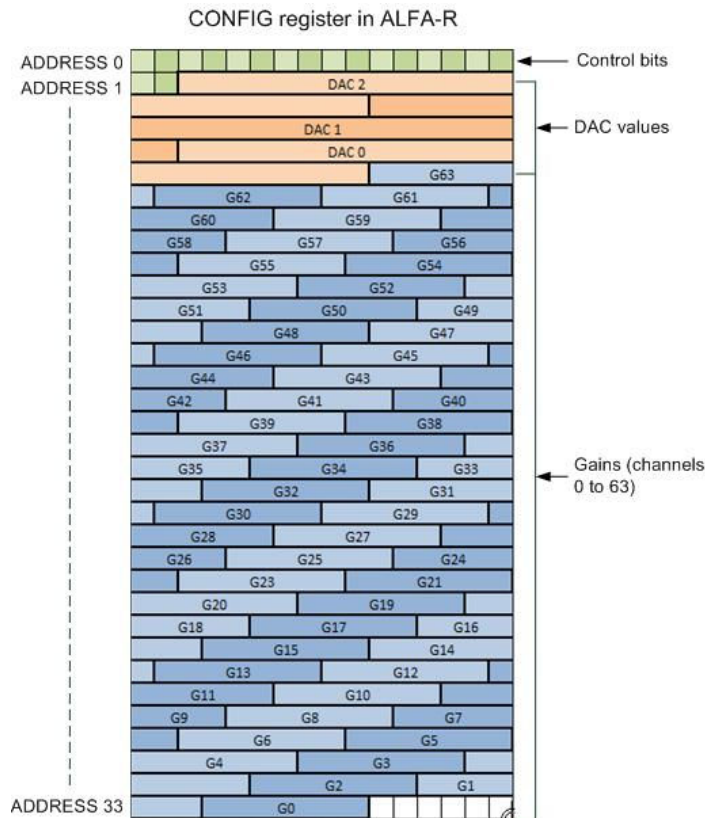 CONFIG register in ALFA-R
ADDRESS 0
Control bits
ADDRESS 1
DAC 2
DAC values
DAC 1
DAC 0
G63
G62 G61
G60 G59
G58 G57 G56
G55 G54
G53 G52
G51 G50 G49
G48 G47
G46 G45
G44 G43
G42 G41 G40
G39 G38
G37 G36
G35 G34 G33
Gains (channels
0 to 63)
G32 G31
G30 G29
G28 G27
G26 G25 G24
G23 G21
G20 G19
G18 G17 G16
G15 G14
G13 G12
G11 G10
G9 G8 G7
G6 G5
G4 G3
G2 G1
ADDRESS 33
G0